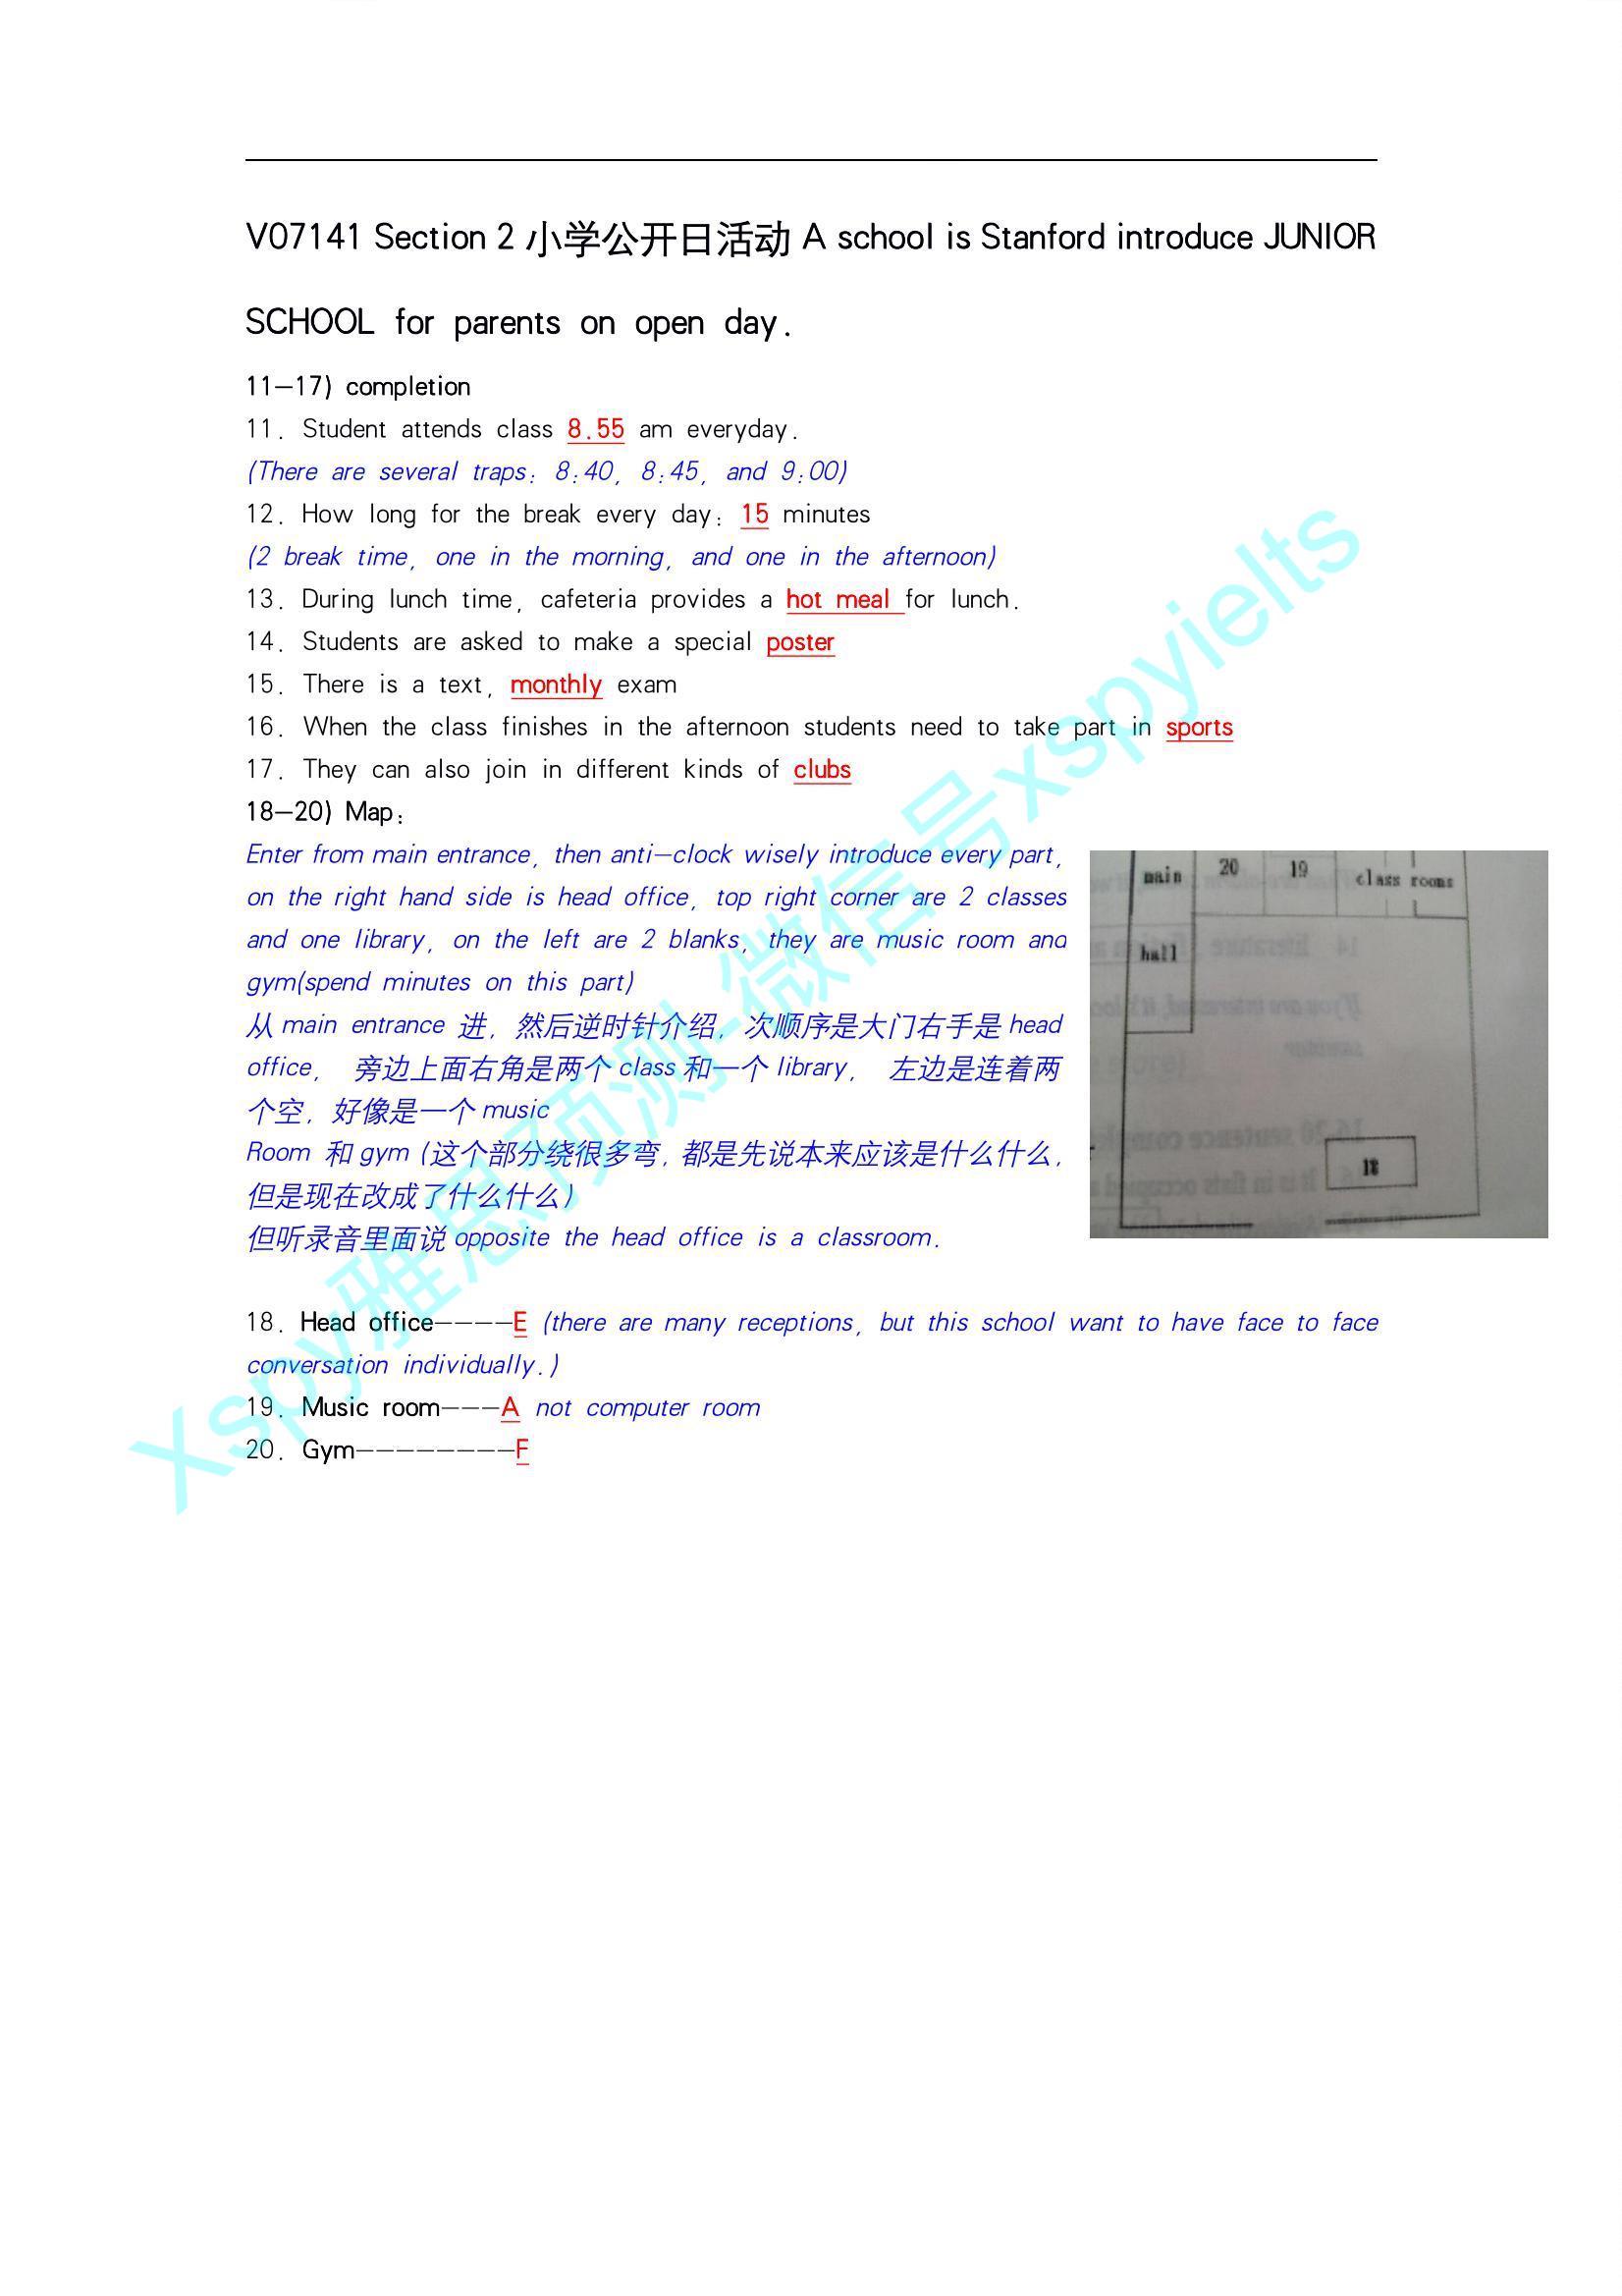 V07141 Section 2 小学公开日活动 A school is Stanford introduce JUNIOR
SCHOOL for parents on open day.
11-17) completion
11. Student attends class 8.55 am everyday.
(There are several traps: 8:40, 8:45, and 9:00)
12. How long for the break every day: 15 minutes
(2 break time, one in the morning, and one in the afternoon)
13. During lunch time, cafeteria provides a hot meal for lunch.
14. Students are asked to make a special poster
15. There is a text, monthly exam
16. When the class finishes in the afternoon students need to take part in sports
17. They can also join in different kinds of clubs
18-20) Map:
Enter from main entrance, then anti-clock wisely introduce every part,
on the right hand side is head office, top right corner are 2 classes
and one library, on the left are 2 blanks, they are music room and
gym(spend minutes on this part)
从 main entrance 进, 然后逆时针介绍, 次顺序是大门右手是 head
office, 旁边上面右角是两个 class 和一个 library, 左边是连着两
个空, 好像是一个 music
Room 和 gym (这个部分绕很多弯, 都是先说本来应该是什么什么,
但是现在改成了什么什么)
但听录音里面说 opposite the head office is a classroom.
main 20 19 class rooms
hall
18
18. Head office----E (there are many receptions, but this school want to have face to face
conversation individually.)
19. Music room---A not computer room
20. Gym--------F
Xspy雅思预测-微信号xspyielts